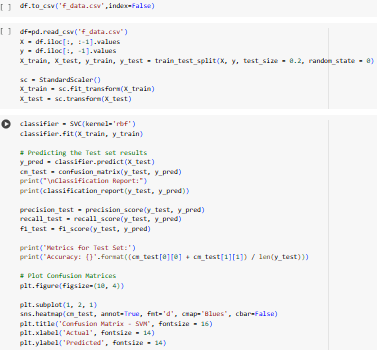 [ ] df.to_csv('f_data.csv',index=False)
[ ] df=pd.read_csv('f_data.csv')
X = df.iloc[:, :-1].values
y = df.iloc[:, -1].values
X_train, X_test, y_train, y_test = train_test_split(X, y, test_size = 0.2, random_state = 0)
sc = StandardScaler()
X_train = sc.fit_transform(X_train)
X_test = sc.transform(X_test)
classifier = SVC(kernel='rbf')
classifier.fit(X_train, y_train)
# Predicting the Test set results
y_pred = classifier.predict(X_test)
cm_test = confusion_matrix(y_test, y_pred)
print("\nClassification Report:")
print(classification_report(y_test, y_pred))
precision_test = precision_score(y_test, y_pred)
recall_test = recall_score(y_test, y_pred)
f1_test = f1_score(y_test, y_pred)
print('Metrics for Test Set:')
print('Accuracy: {}'.format((cm_test[0][0] + cm_test[1][1]) / len(y_test)))
# Plot Confusion Matrices
plt.figure(figsize=(10, 4))
plt.subplot(1, 2, 1)
sns.heatmap(cm_test, annot=True, fmt='d', cmap='Blues', cbar=False)
plt.title('Confusion Matrix - SVM', fontsize = 16)
plt.xlabel('Actual', fontsize = 14)
plt.ylabel('Predicted', fontsize = 14)